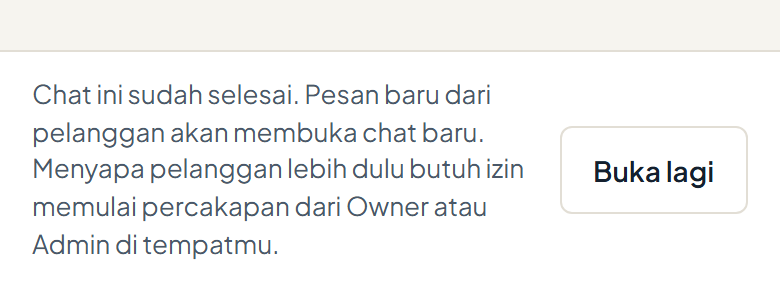 Chat ini sudah selesai. Pesan baru dari
pelanggan akan membuka chat baru.
Menyapa pelanggan lebih dulu butuh izin
memulai percakapan dari Owner atau
Admin di tempatmu.
Buka lagi